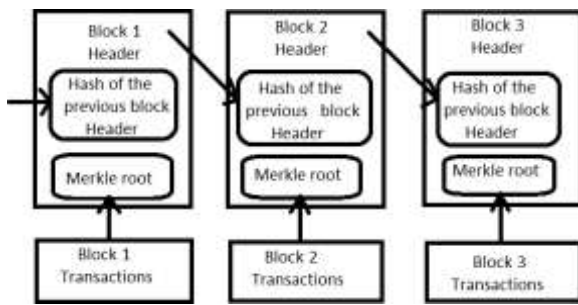 Block 1
Header
Hash of the
previous block
Header
Merkle root
Block 1
Transactions
Block 2
Header
Hash of the
previous block
Header
Merkle root
Block 2
Transactions
Block 3
Header
Hash of the
previous block
Header
Merkle root
Block 3
Transactions